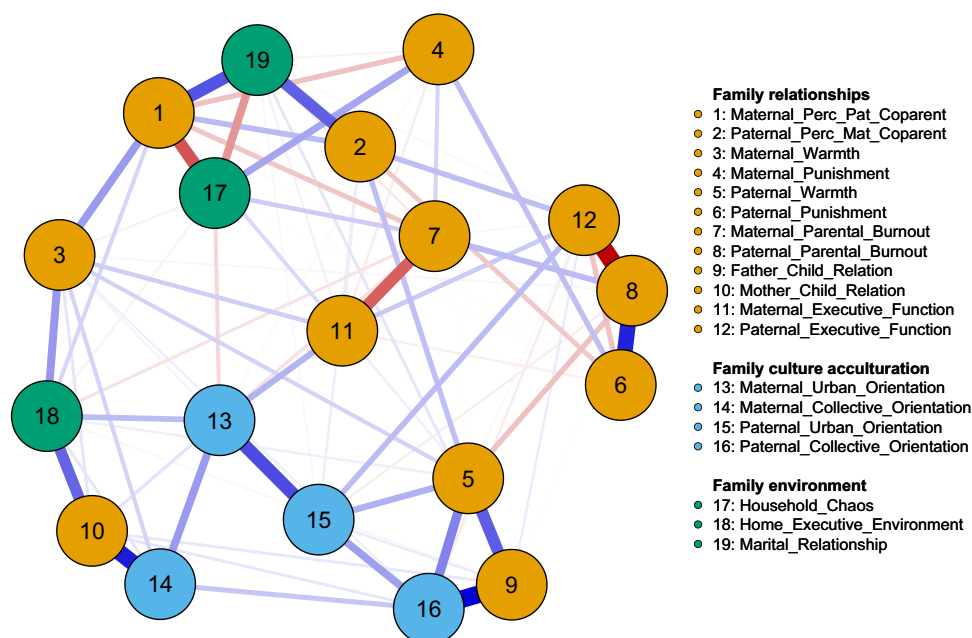 19
4
1
2
17
12
7
3
8
11
6
18
13
5
15
10
14
9
16
Family relationships
1: Maternal_Perc_Pat_Coparent
2: Paternal_Perc_Mat_Coparent
3: Maternal_Warmth
4: Maternal_Punishment
5: Paternal_Warmth
6: Paternal_Punishment
7: Maternal_Parental_Burnout
8: Paternal_Parental_Burnout
9: Father_Child_Relation
10: Mother_Child_Relation
11: Maternal_Executive_Function
12: Paternal_Executive_Function
Family culture acculturation
13: Maternal_Urban_Orientation
14: Maternal_Collective_Orientation
15: Paternal_Urban_Orientation
16: Paternal_Collective_Orientation
Family environment
17: Household_Chaos
18: Home_Executive_Environment
19: Marital_Relationship